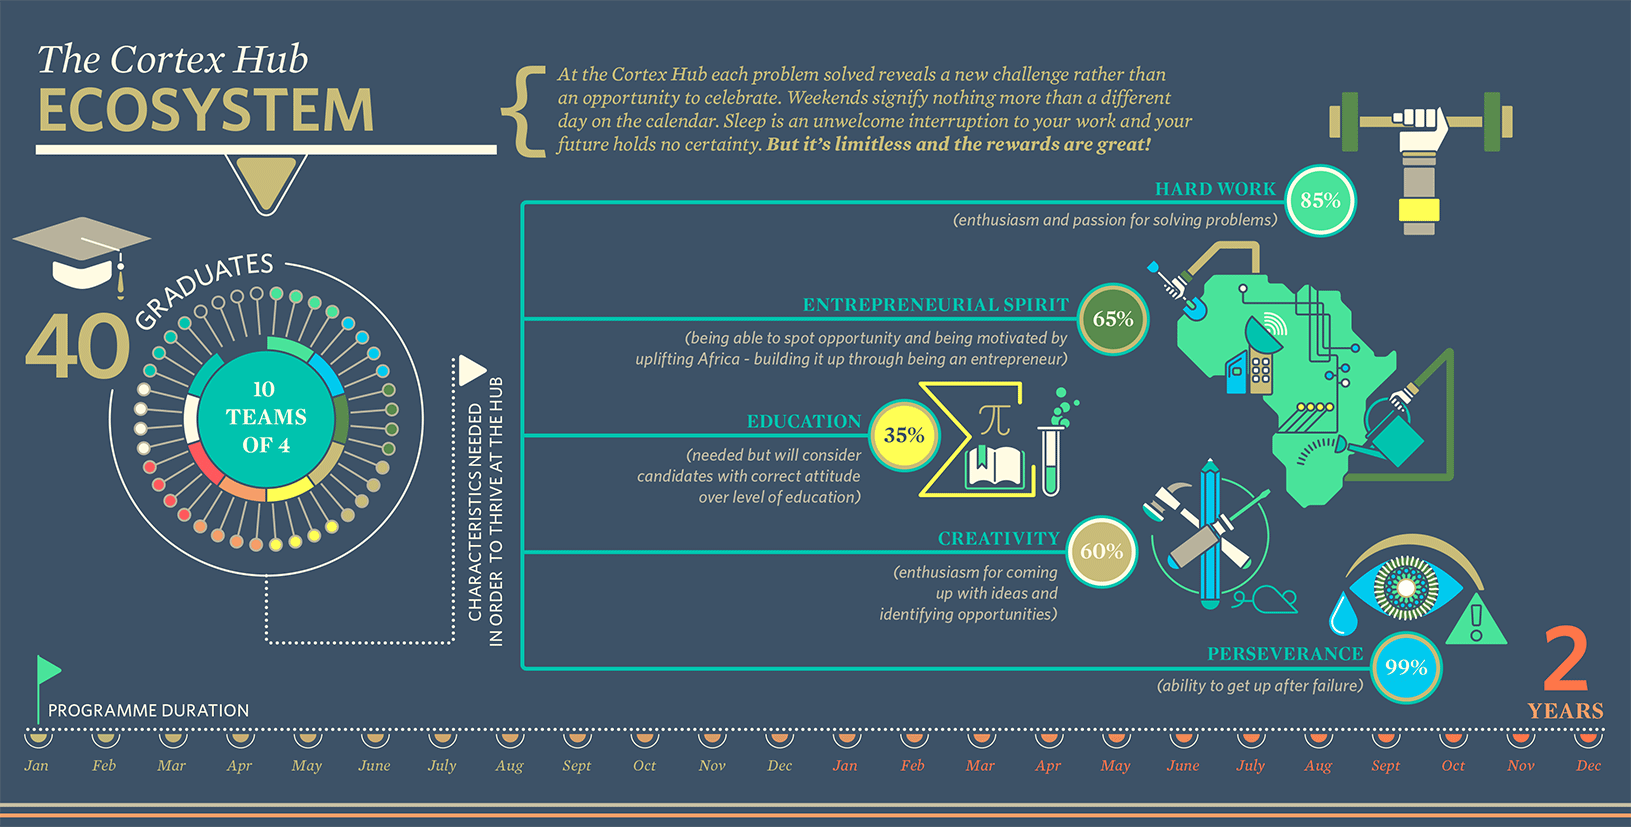 The Cortex Hub
ECOSYSTEM
{ At the Cortex Hub each problem solved reveals a new challenge rather than
an opportunity to celebrate. Weekends signify nothing more than a different
day on the calendar. Sleep is an unwelcome interruption to your work and your
future holds no certainty. But it's limitless and the rewards are great!
40
GRADUATES
10
TEAMS
OF 4
CHARACTERISTICS NEEDED
IN ORDER TO THRIVE AT THE HUB
HARD WORK
85%
(enthusiasm and passion for solving problems)
ENTREPRENEURIAL SPIRIT
65%
(being able to spot opportunity and being motivated by
uplifting Africa - building it up through being an entrepreneur)
EDUCATION
35%
(needed but will consider
candidates with correct attitude
over level of education)
π
CREATIVITY
60%
(enthusiasm for coming
up with ideas and
identifying opportunities)
!
PERSEVERANCE
99%
(ability to get up after failure)
2
YEARS
PROGRAMME DURATION
Jan Feb Mar Apr May June July Aug Sept Oct Nov Dec Jan Feb Mar Apr May June July Aug Sept Oct Nov Dec